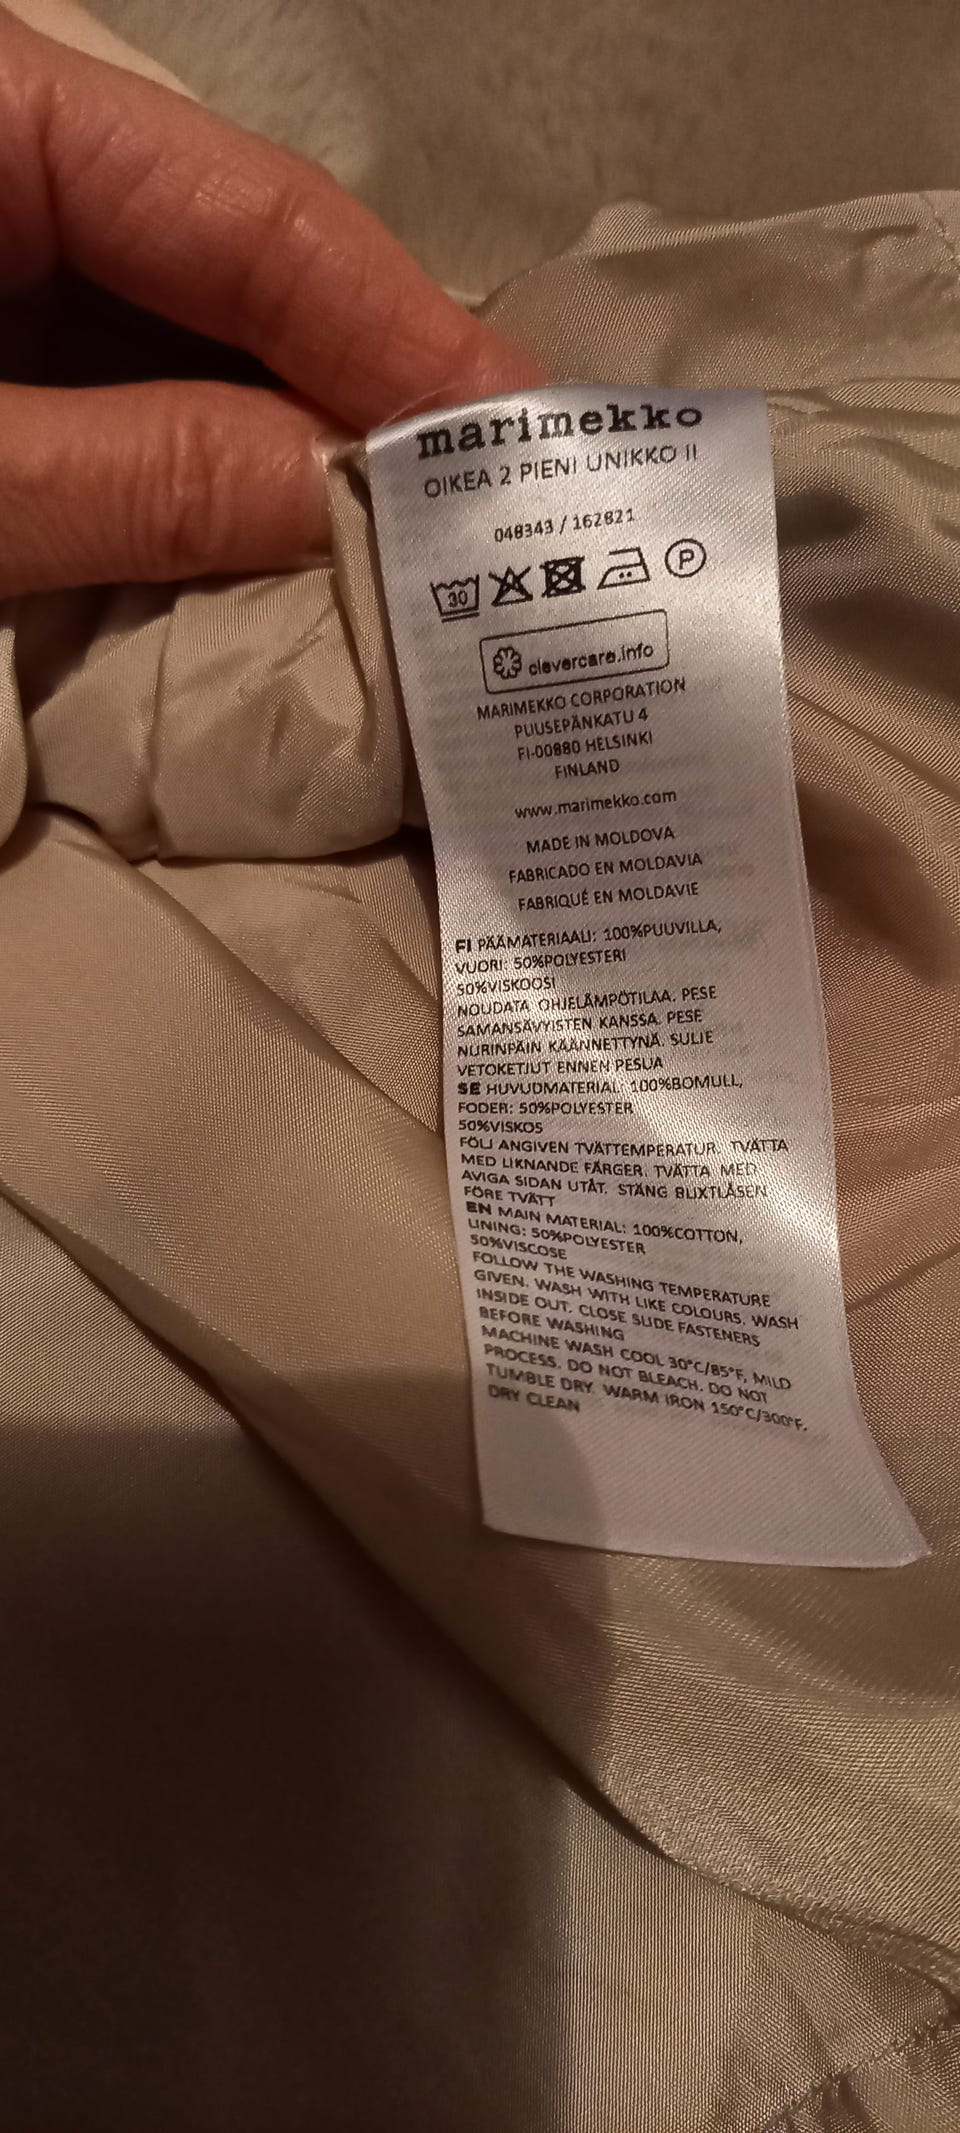 marimekko
OIKEA 2 PIENI UNIKKO II
048343 / 162821
30 P
clevercare.info
MARIMEKKO CORPORATION
PUUSEPÄNKATU 4
FI-00880 HELSINKI
FINLAND
www.marimekko.com
MADE IN MOLDOVA
FABRICADO EN MOLDAVIA
FABRIQUÉ EN MOLDAVIE
FI PÄÄMATERIAALI: 100%PUUVILLA,
VUORI: 50%POLYESTERI
50%VISKOOSI
NOUDATA OHJELÄMPÖTILAA. PESE
SAMANSÄVYISTEN KANSSA. PESE
NURINPÄIN KÄÄNNETTYNÄ. SULJE
VETOKETJUT ENNEN PESUA
SE HUVUDMATERIAL: 100%BOMULL,
FODER: 50%POLYESTER
50%VISKOS
FÖLJ ANGIVEN TVÄTTEMPERATUR. TVÄTTA
MED LIKNANDE FÄRGER. TVÄTTA MED
AVIGA SIDAN UTÅT. STÄNG BLIXTLÅSEN
FÖRE TVÄTT
EN MAIN MATERIAL: 100%COTTON,
LINING: 50%POLYESTER
50%VISCOSE
FOLLOW THE WASHING TEMPERATURE
GIVEN. WASH WITH LIKE COLOURS. WASH
INSIDE OUT. CLOSE SLIDE FASTENERS
BEFORE WASHING
MACHINE WASH COOL 30°C/85°F, MILD
PROCESS. DO NOT BLEACH. DO NOT
TUMBLE DRY. WARM IRON 150°C/300°F.
DRY CLEAN